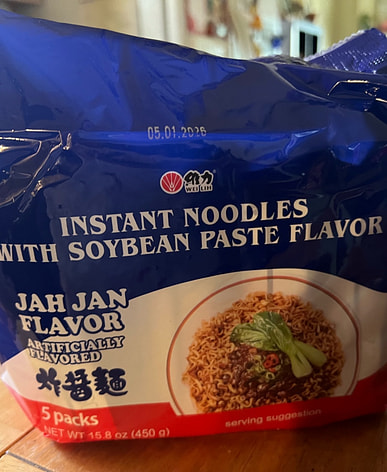 05.01.2026
維力
WEI LIH
INSTANT NOODLES
WITH SOYBEAN PASTE FLAVOR
JAH JAN
FLAVOR
ARTIFICIALLY
FLAVORED
炸醬麵
5 packs
NET WT 15.8 oz (450 g)
serving suggestion